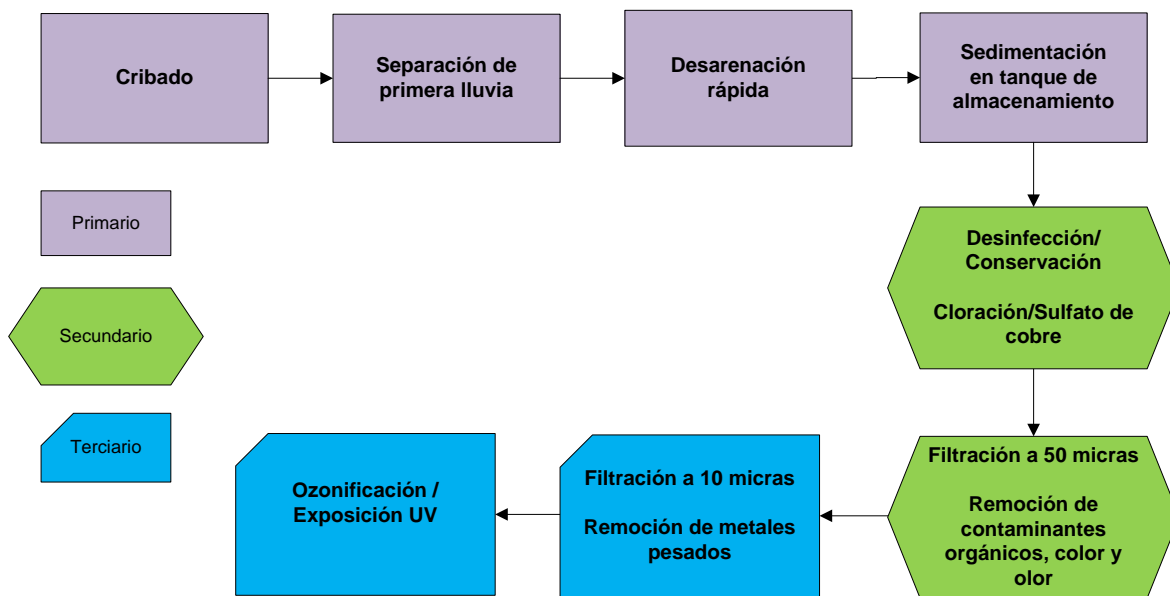 Cribado
Separación de
primera lluvia
Desarenación
rápida
Sedimentación
en tanque de
almacenamiento
Primario
Secundario
Terciario
Desinfección/
Conservación
Cloración/Sulfato de
cobre
Filtración a 50 micras
Remoción de
contaminantes
orgánicos, color y
olor
Filtración a 10 micras
Remoción de metales
pesados
Ozonificación /
Exposición UV